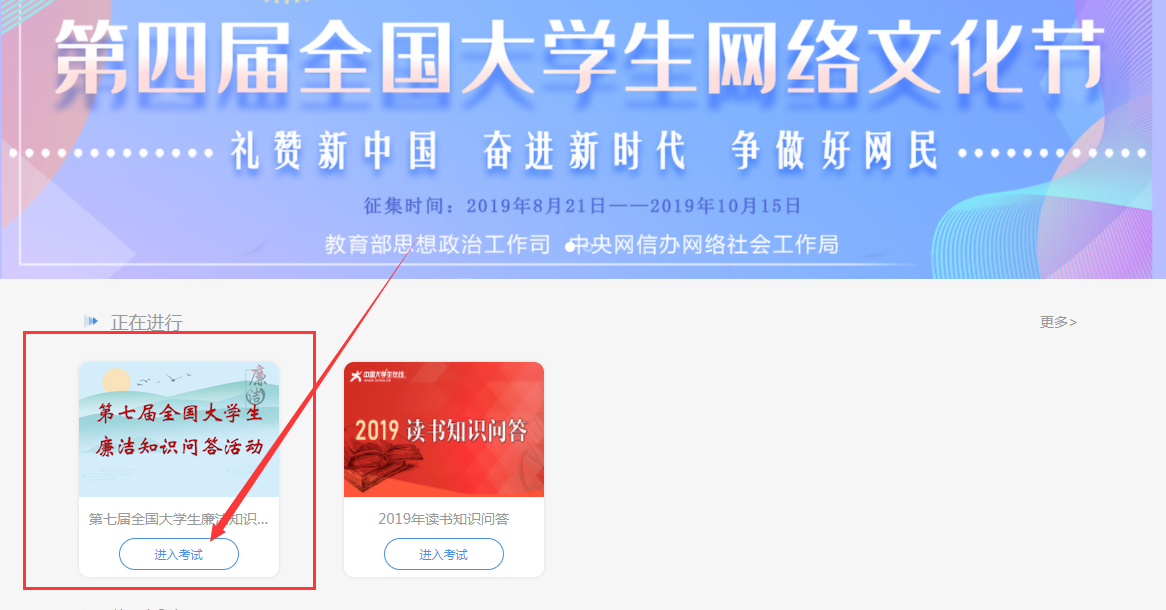 第四届全国大学生网络文化节
礼赞新中国 奋进新时代 争做好网民
征集时间：2019年8月21日——2019年10月15日
教育部思想政治工作司 中央网信办网络社会工作局
正在进行
更多>
廉洁
第七届全国大学生
廉洁知识问答活动
第七届全国大学生廉洁知识...
进入考试
中国大学生在线
2019 读书知识问答
2019年读书知识问答
进入考试